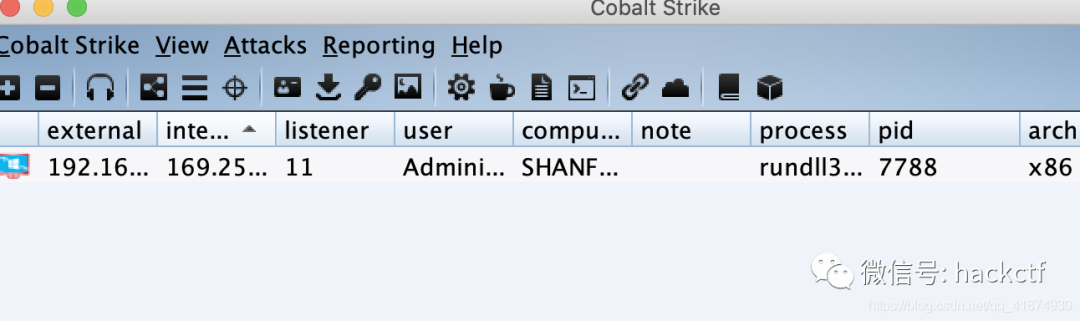 Cobalt Strike
Cobalt Strike View Attacks Reporting Help
external inte... listener user compu... note process pid arch
192.16... 169.25... 11 Admini... SHANF... rundll3... 7788 x86
微信号: hackctf
https://blog.csdn.net/qq_41874930